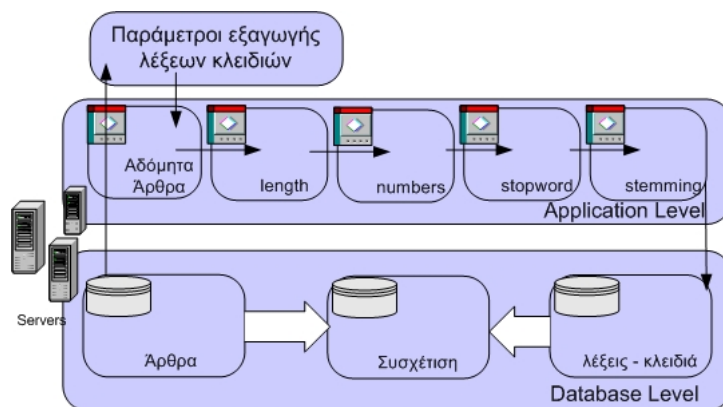 Παράμετροι εξαγωγής
λέξεων κλειδιών
Αδόμητα
Άρθρα
length
numbers
stopword
stemming
Application Level
Servers
Άρθρα
Συσχέτιση
λέξεις - κλειδιά
Database Level